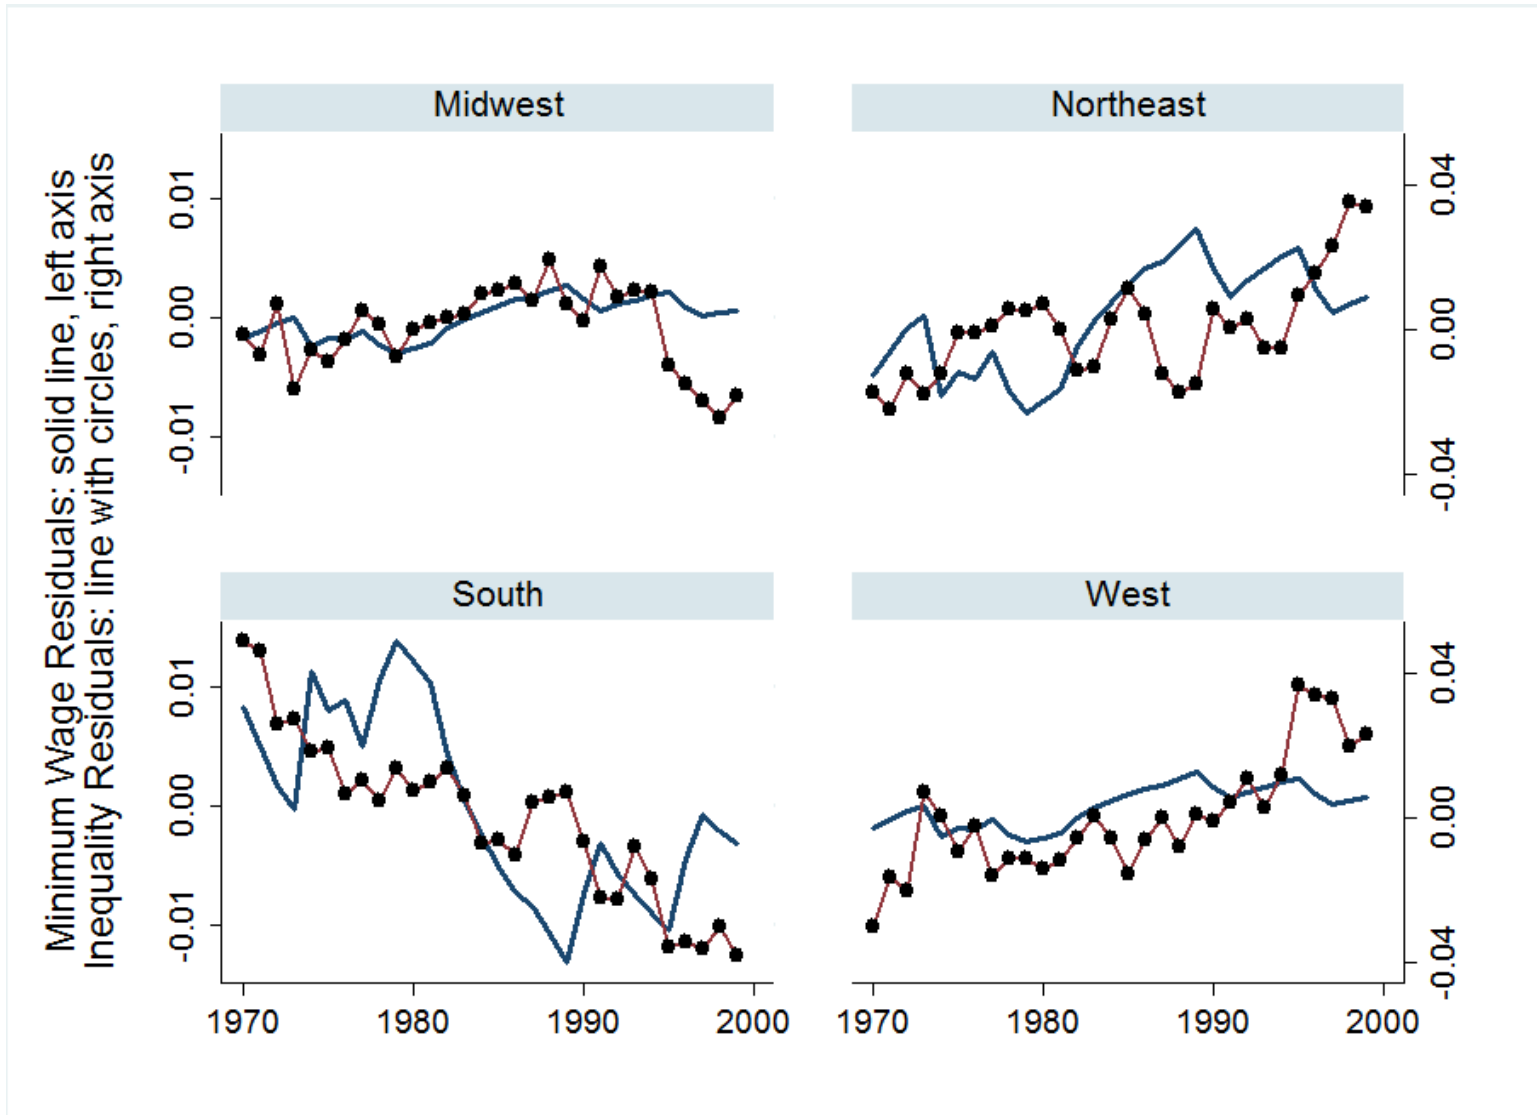 Minimum Wage Residuals: solid line, left axis
Inequality Residuals: line with circles, right axis
Midwest
Northeast
0.01
0.00
-0.01
0.04
0.00
-0.04
South
West
0.01
0.00
-0.01
0.04
0.00
-0.04
1970 1980 1990 2000
1970 1980 1990 2000